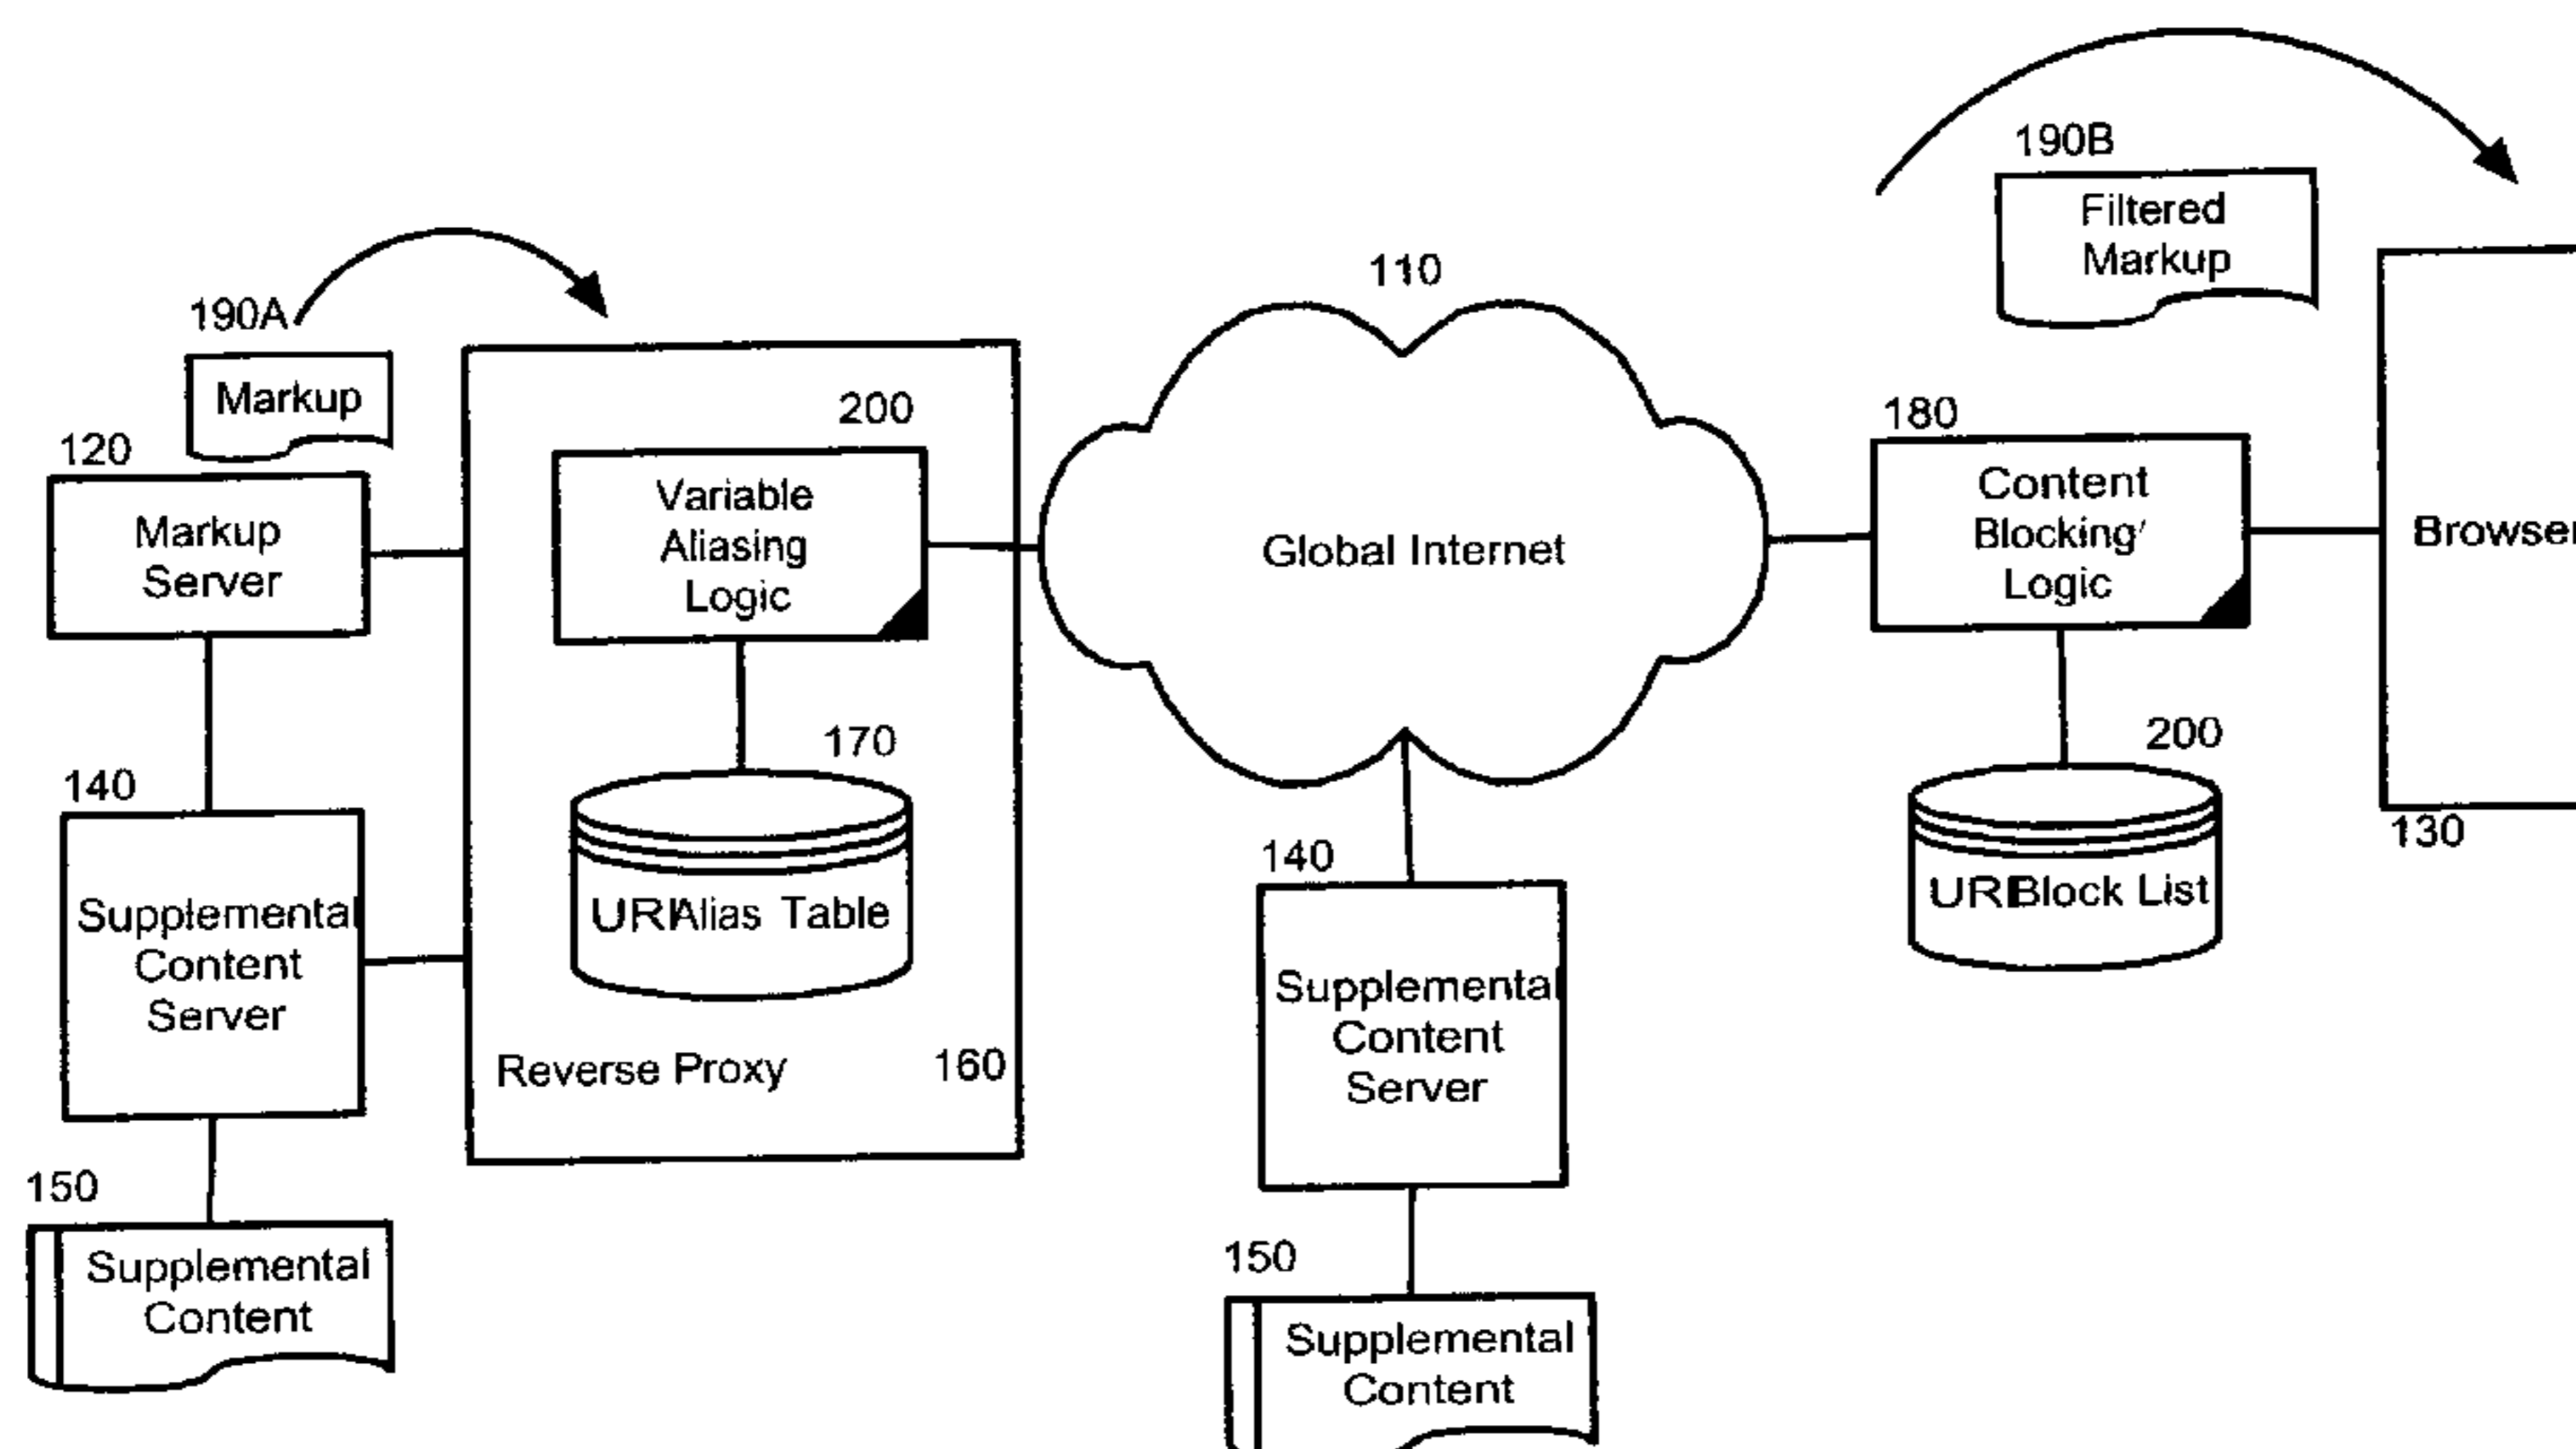 190B
Filtered
Markup
110
190A
Markup
200
180
120
Variable
Aliasing
Logic
Content
Blocking
Logic
Markup
Server
Global Internet
Browser
170
200
140
130
140
URI Alias Table
URI Block List
Supplemental
Content
Server
Supplemental
Content
Server
Reverse Proxy 160
150
150
Supplemental
Content
Supplemental
Content